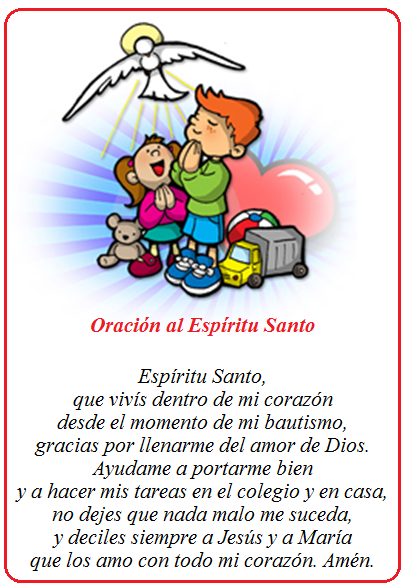 Oración al Espíritu Santo
Espíritu Santo,
que vivís dentro de mi corazón
desde el momento de mi bautismo,
gracias por llenarme del amor de Dios.
Ayudame a portarme bien
y a hacer mis tareas en el colegio y en casa,
no dejes que nada malo me suceda,
y deciles siempre a Jesús y a María
que los amo con todo mi corazón. Amén.